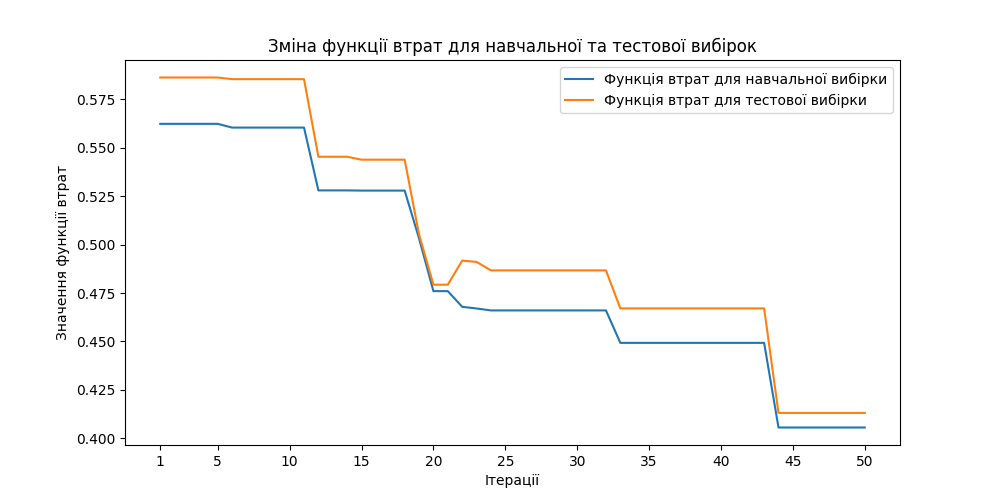 Зміна функції втрат для навчальної та тестової вибірок
Функція втрат для навчальної вибірки
Функція втрат для тестової вибірки
Значення функції втрат
0.575
0.550
0.525
0.500
0.475
0.450
0.425
0.400
1 5 10 15 20 25 30 35 40 45 50
Ітерації